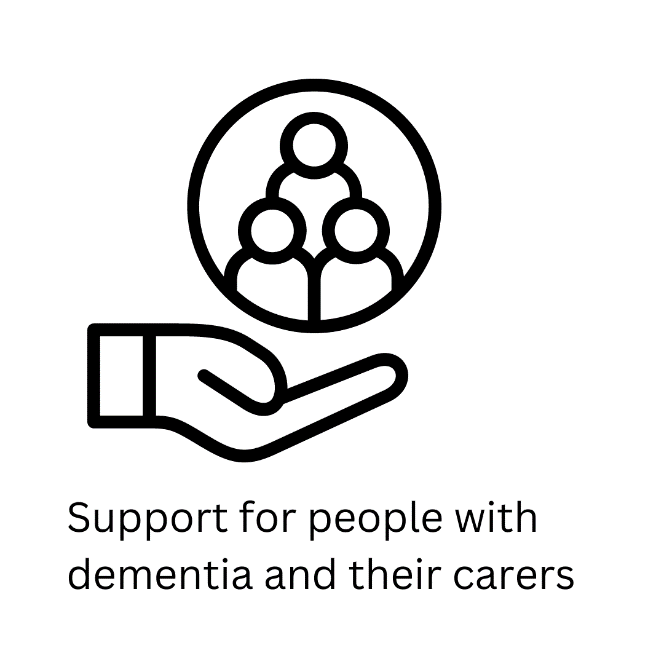 Support for people with
dementia and their carers